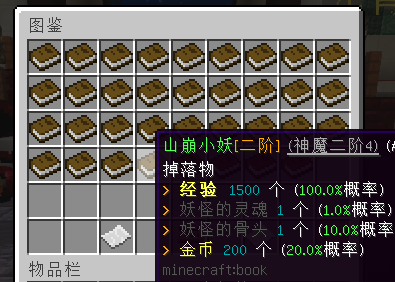 图鉴
山崩小妖[二阶] (神魔二阶4) (#
掉落物
> 经验 1500 个 (100.0%概率)
> 妖怪的灵魂 1 个 (1.0%概率)
> 妖怪的骨头 1 个 (10.0%概率)
> 金币 200 个 (20.0%概率)
minecraft:book
物品栏